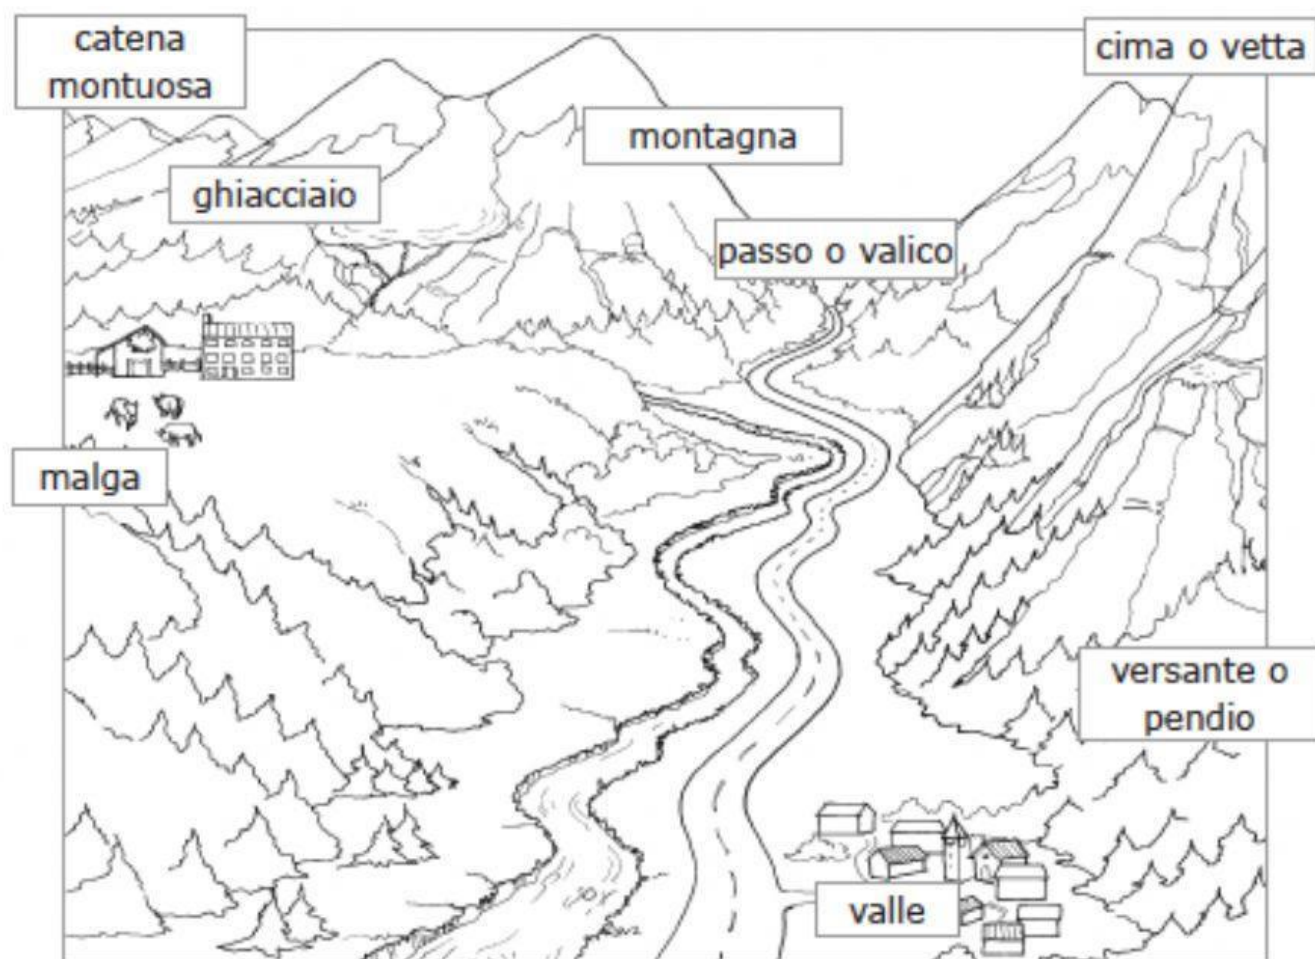 catena
montuosa
cima o vetta
montagna
ghiacciaio
passo o valico
malga
versante o
pendio
valle